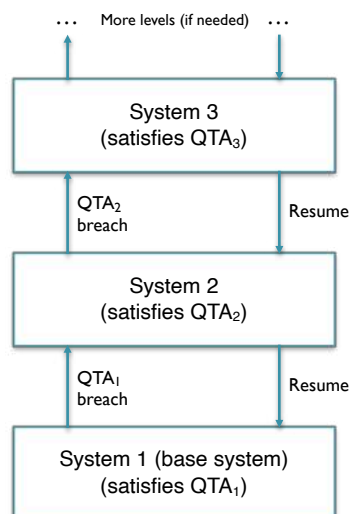 ... More levels (if needed) ...
System 3
(satisfies QTA₃)
QTA₂
breach
Resume
System 2
(satisfies QTA₂)
QTA₁
breach
Resume
System 1 (base system)
(satisfies QTA₁)